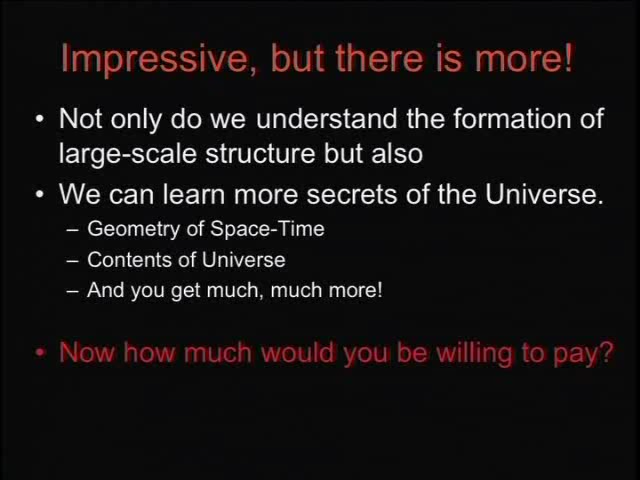 Impressive, but there is more!
• Not only do we understand the formation of
large-scale structure but also
• We can learn more secrets of the Universe.
– Geometry of Space-Time
– Contents of Universe
– And you get much, much more!
• Now how much would you be willing to pay?